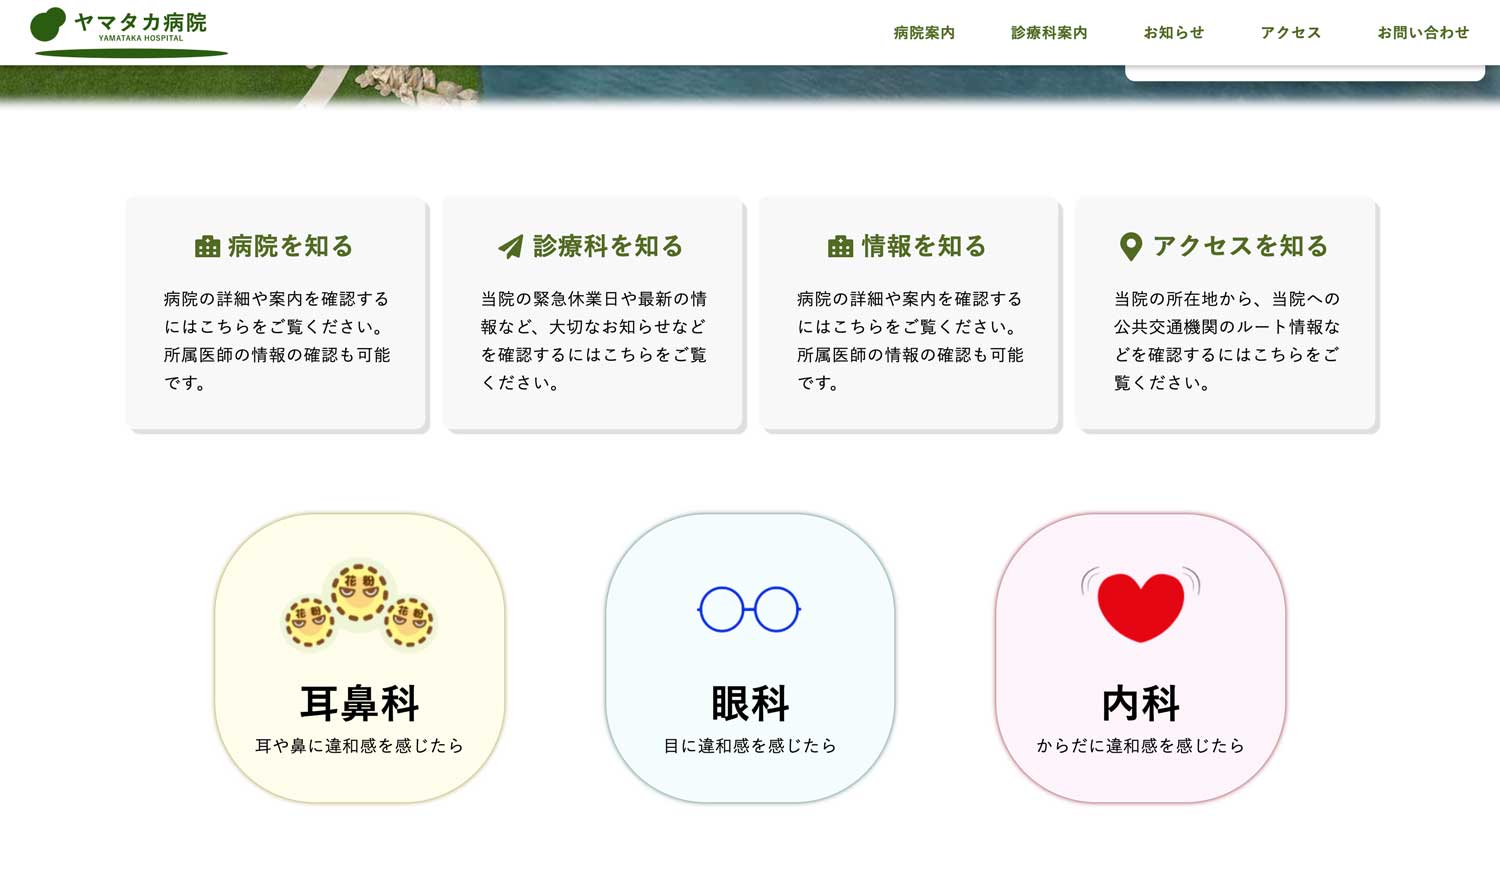 ヤマタカ病院
YAMATAKA HOSPITAL
病院案内 診療科案内 お知らせ アクセス お問い合わせ
病院を知る
病院の詳細や案内を確認する
にはこちらをご覧ください。
所属医師の情報の確認も可能
です。
診療科を知る
当院の緊急休業日や最新の情
報など、大切なお知らせなど
を確認するにはこちらをご覧
ください。
情報を知る
病院の詳細や案内を確認する
にはこちらをご覧ください。
所属医師の情報の確認も可能
です。
アクセスを知る
当院の所在地から、当院への
公共交通機関のルート情報な
どを確認するにはこちらをご
覧ください。
花粉
花粉
花粉
耳鼻科
耳や鼻に違和感を感じたら
眼科
目に違和感を感じたら
内科
からだに違和感を感じたら